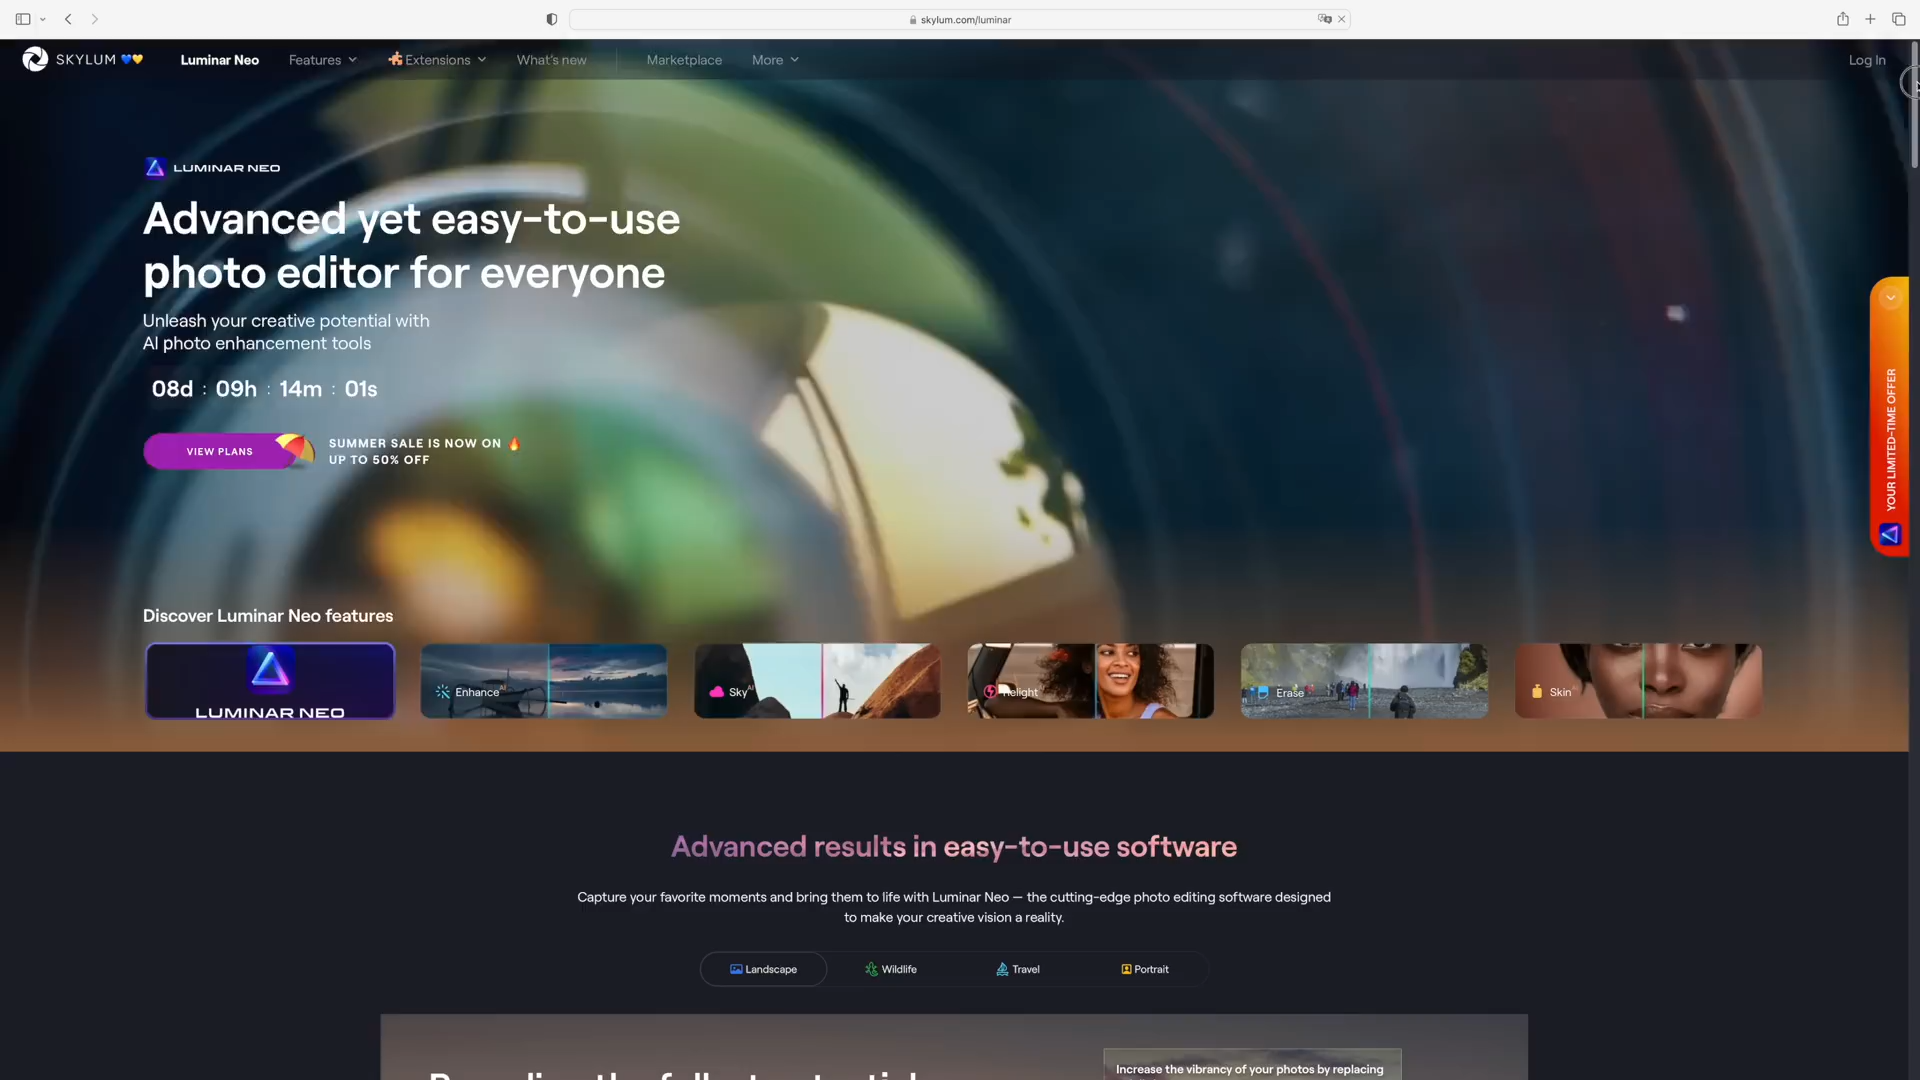 skylum.com/luminar
SKYLUM
Luminar Neo
Features
Extensions
What's new
Marketplace
More
Log In
LUMINAR NEO
Advanced yet easy-to-use
photo editor for everyone
Unleash your creative potential with
AI photo enhancement tools
08d : 09h : 14m : 01s
VIEW PLANS
SUMMER SALE IS NOW ON
UP TO 50% OFF
YOUR LIMITED-TIME OFFER
Discover Luminar Neo features
LUMINAR NEO
Enhance AI
Sky AI
Relight
Erase
Skin
Advanced results in easy-to-use software
Capture your favorite moments and bring them to life with Luminar Neo — the cutting-edge photo editing software designed
to make your creative vision a reality.
Landscape
Wildlife
Travel
Portrait
Increase the vibrancy of your photos by replacing